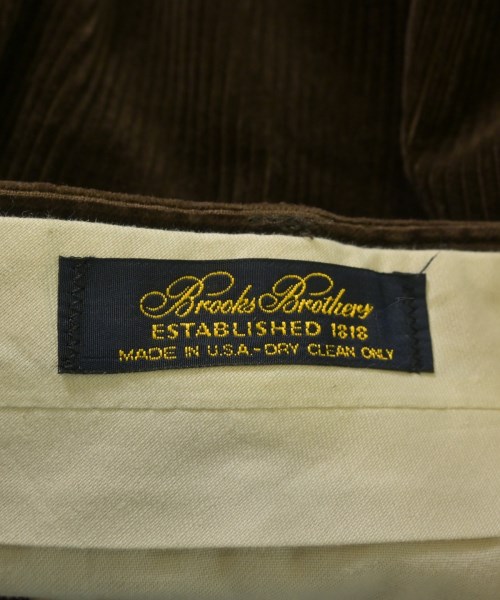 Brooks Brothers
ESTABLISHED 1818
MADE IN U.S.A.-DRY CLEAN ONLY